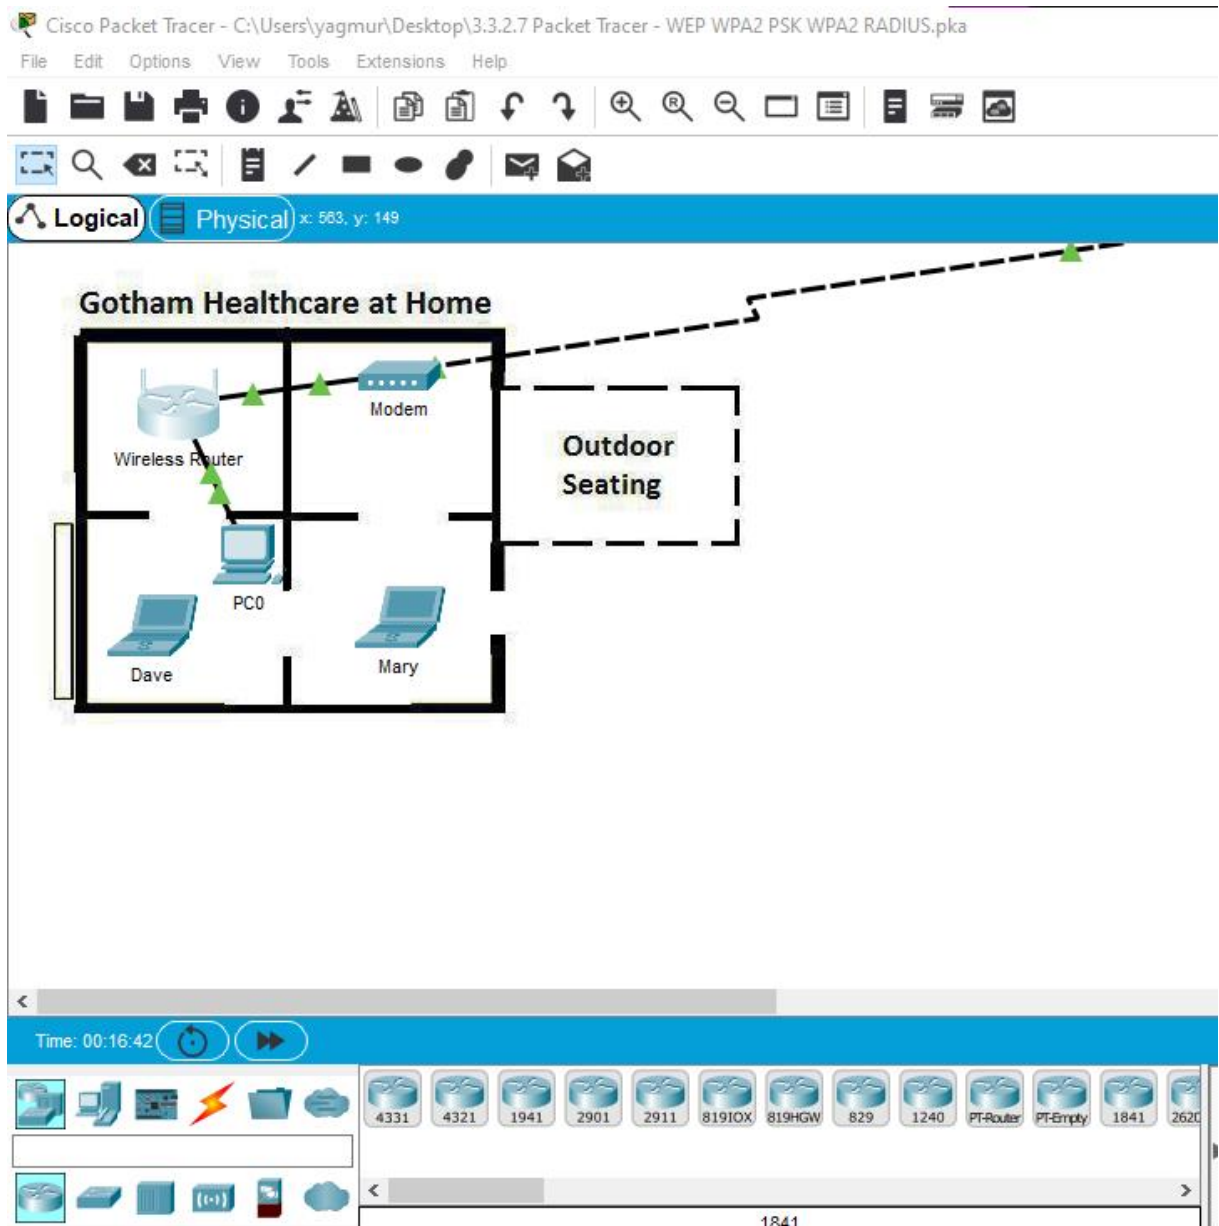 Cisco Packet Tracer - C:\Users\yagmur\Desktop\3.3.2.7 Packet Tracer - WEP WPA2 PSK WPA2 RADIUS.pka
File Edit Options View Tools Extensions Help
Logical Physical x: 563, y: 149
Gotham Healthcare at Home
Modem
Wireless Router
Outdoor
Seating
PC0
Dave
Mary
Time: 00:16:42
4331 4321 1941 2901 2911 819IOX 819HGW 829 1240 PT-Router PT-Empty 1841 2620
1841